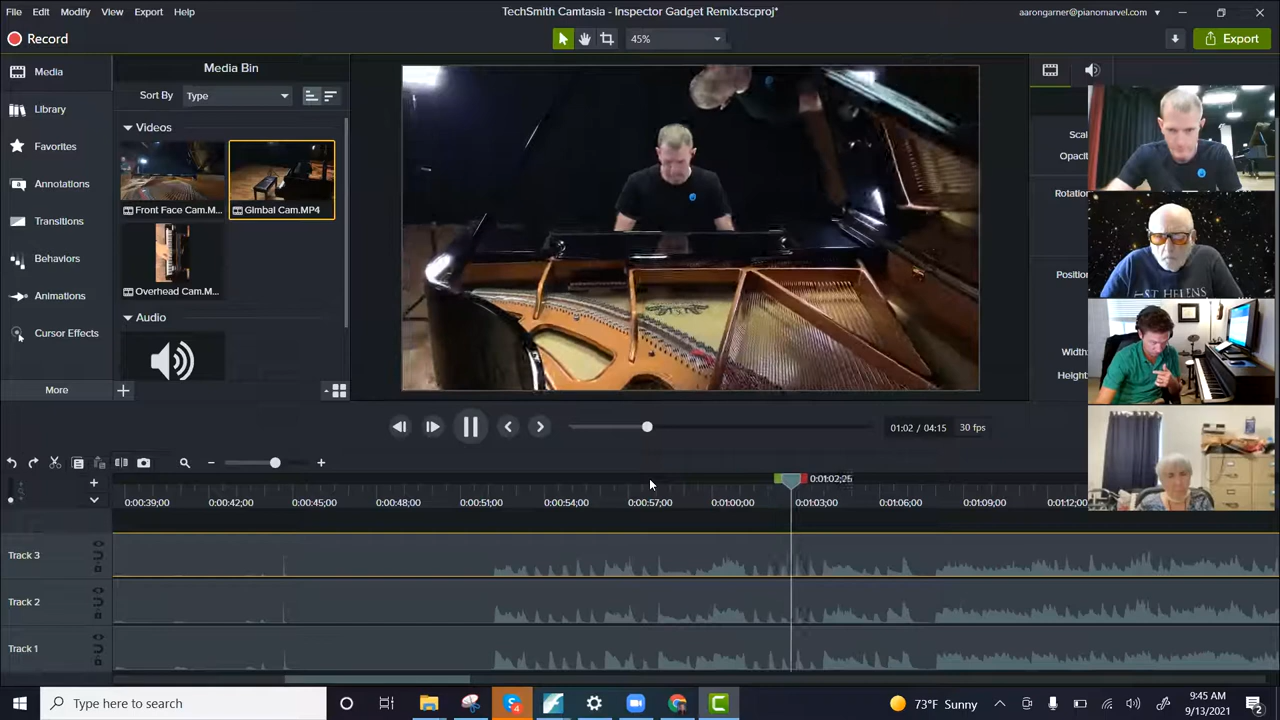 File Edit Modify View Export Help
TechSmith Camtasia - Inspector Gadget Remix.tscproj*
aarongarner@pianomarvel.com
Record
45%
Export
Media
Library
Favorites
Annotations
Transitions
Behaviors
Animations
Cursor Effects
More
Media Bin
Sort By Type
Videos
Front Face Cam.M...
Gimbal Cam.MP4
Overhead Cam.M...
Audio
Scal
Opaci
Rotation
Position
Width:
Height:
ST HELENS
01:02 / 04:15 30 fps
0:01:02;25
0:00:39;00 0:00:42;00 0:00:45;00 0:00:48;00 0:00:51;00 0:00:54;00 0:00:57;00 0:01:00;00 0:01:03;00 0:01:06;00 0:01:09;00 0:01:12;00
Track 3
Track 2
Track 1
Type here to search
4
73°F Sunny
9:45 AM
9/13/2021
2